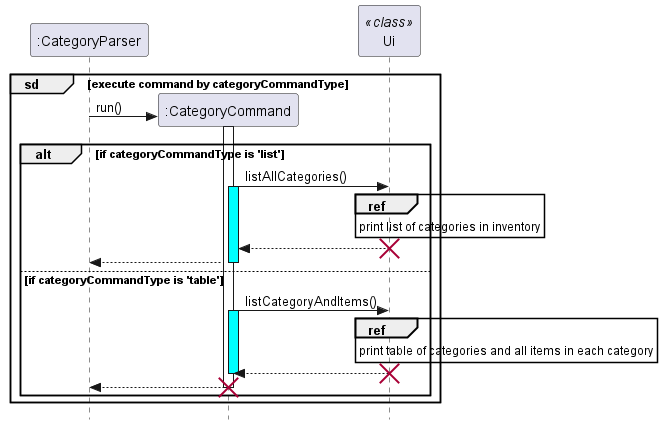 «class»
:CategoryParser
Ui
sd
[execute command by categoryCommandType]
run()
:CategoryCommand
alt
[if categoryCommandType is 'list']
listAllCategories()
ref
print list of categories in inventory
[if categoryCommandType is 'table']
listCategoryAndItems()
ref
print table of categories and all items in each category